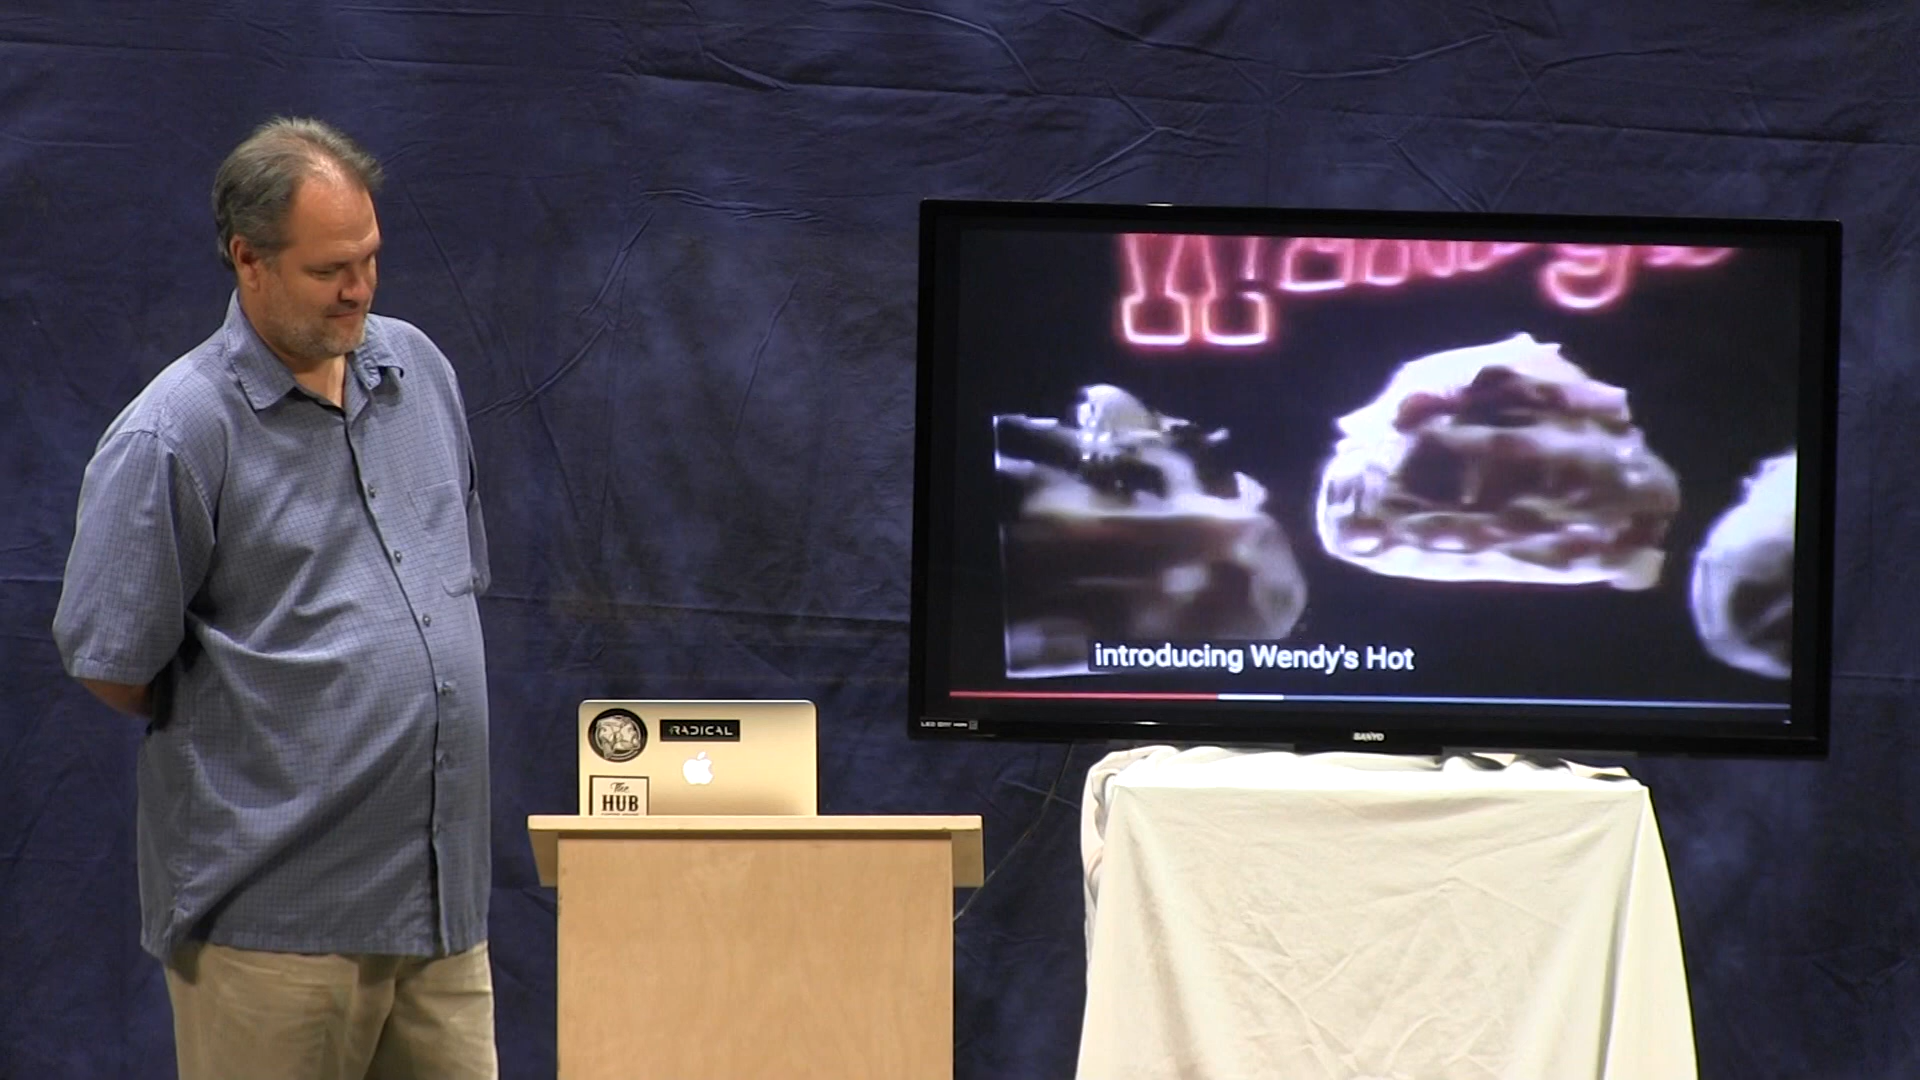 Wendy's
introducing Wendy's Hot
SANYO
RADICAL
The
HUB